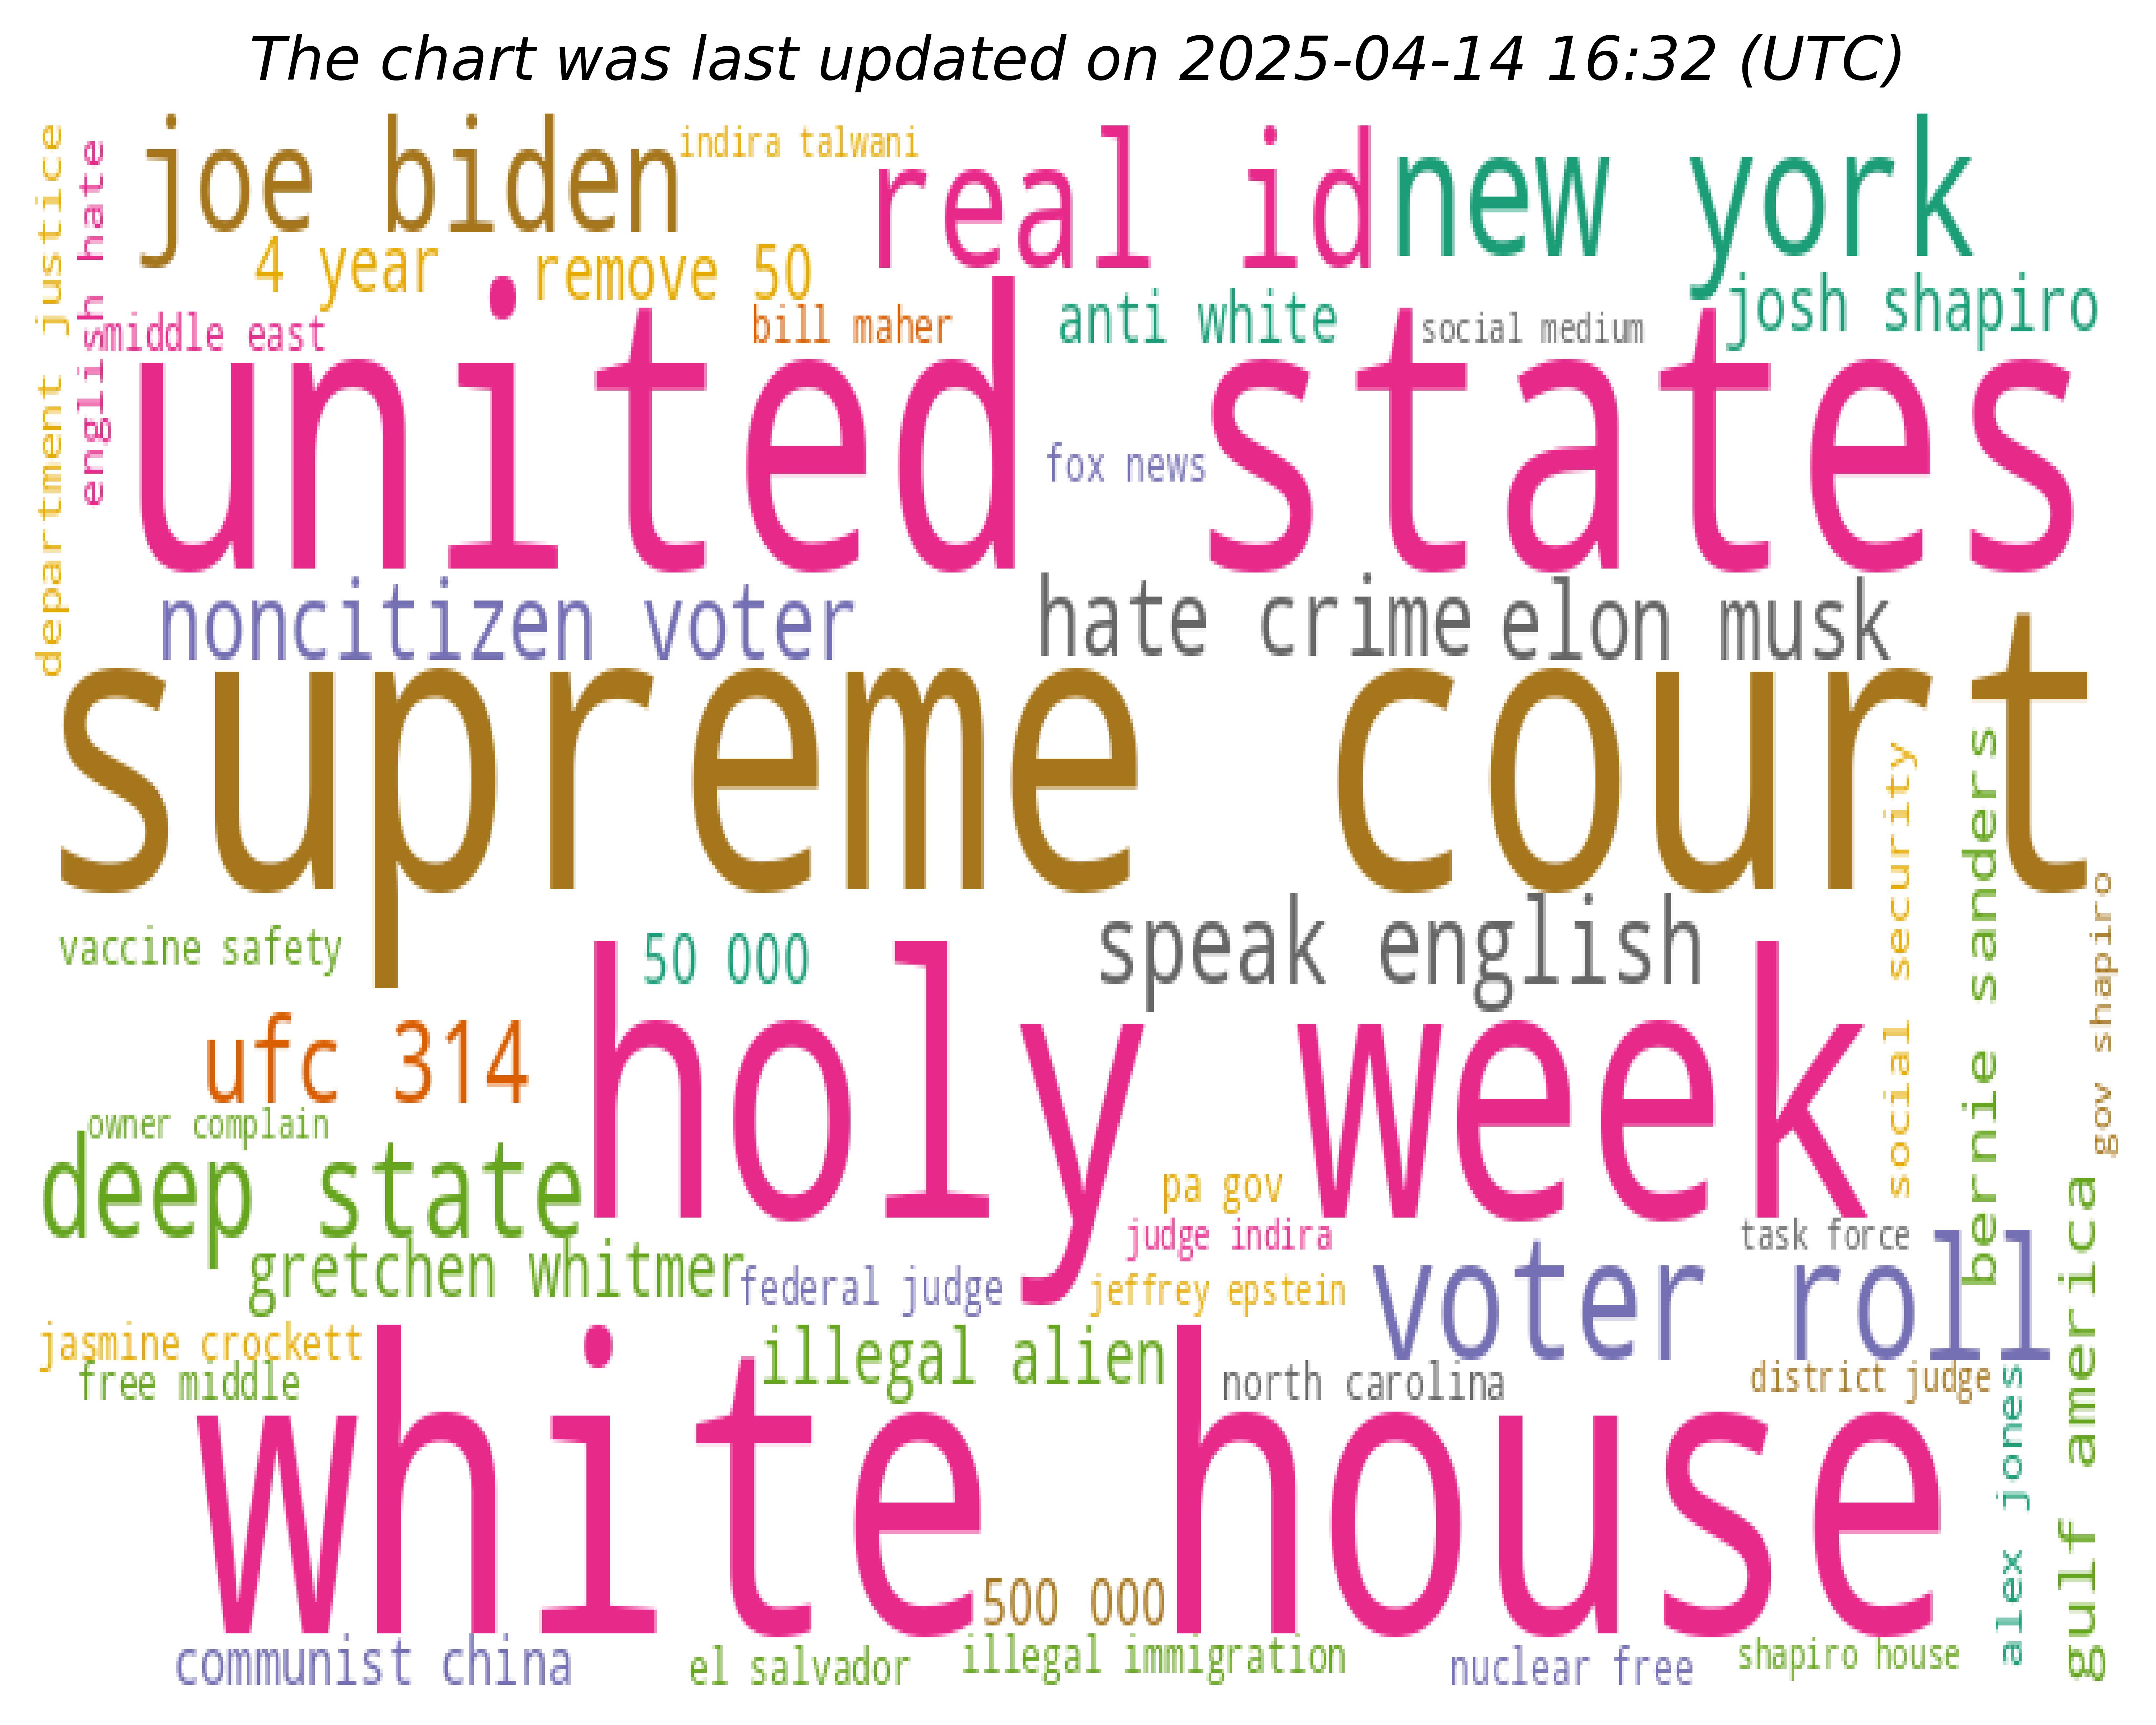 The chart was last updated on 2025-04-14 16:32 (UTC)
department justice
english hate
joe biden
indira talwani
real id
new york
4 year
remove 50
josh shapiro
middle east
bill maher
anti white
social medium
united states
fox news
noncitizen voter
hate crime
elon musk
supreme court
social security
bernie sanders
gov shapiro
vaccine safety
50 000
speak english
ufc 314
holy week
owner complain
deep state
pa gov
judge indira
task force
gretchen whitmer
federal judge
jeffrey epstein
voter roll
gulf america
jasmine crockett
free middle
illegal alien
north carolina
district judge
alex jones
white house
500 000
communist china
el salvador
illegal immigration
nuclear free
shapiro house